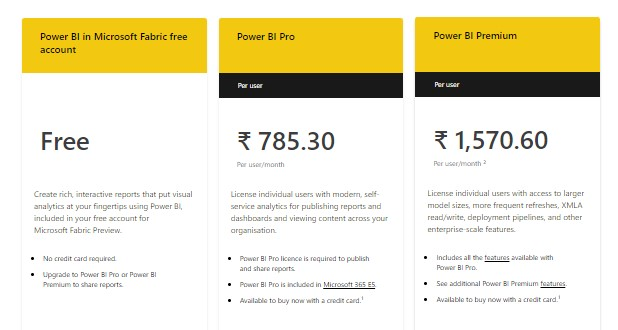 Power BI in Microsoft Fabric free
account
Free
Create rich, interactive reports that put visual
analytics at your fingertips using Power BI,
included in your free account for
Microsoft Fabric Preview.
No credit card required.
Upgrade to Power BI Pro or Power BI
Premium to share reports.
Power BI Pro
Per user
₹ 785.30
Per user/month
License individual users with modern, self-
service analytics for publishing reports and
dashboards and viewing content across your
organisation.
Power BI Pro licence is required to publish
and share reports.
Power BI Pro is included in Microsoft 365 E5.
Available to buy now with a credit card.¹
Power BI Premium
Per user
₹ 1,570.60
Per user/month ²
License individual users with access to larger
model sizes, more frequent refreshes, XMLA
read/write, deployment pipelines, and other
enterprise-scale features.
Includes all the features available with
Power BI Pro.
See additional Power BI Premium features.
Available to buy now with a credit card.¹